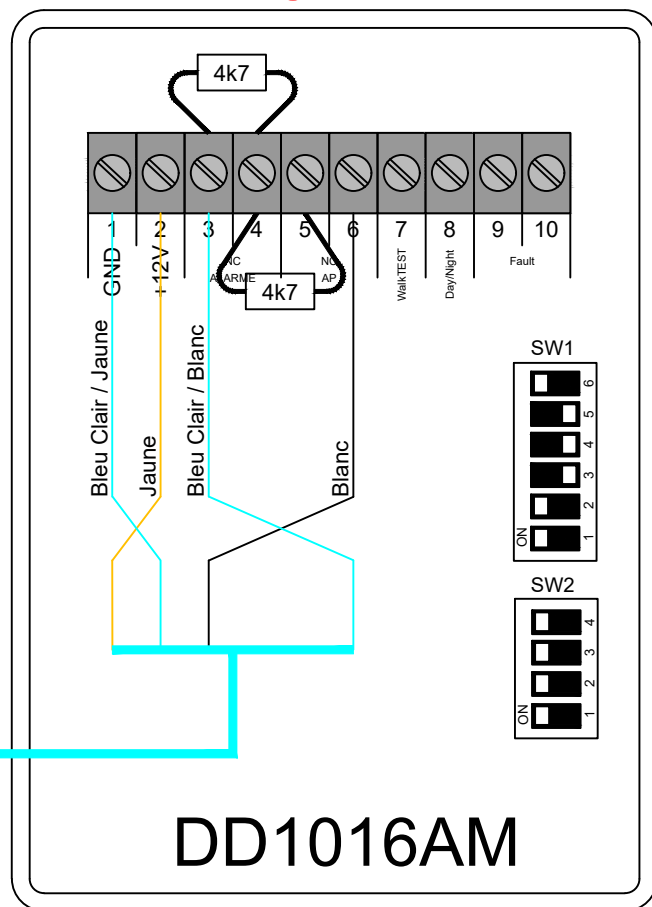 4k7
1 2 3 4 5 6 7 8 9 10
GND
+12V
NC
ALARME
NC
AP
WalkTEST
Day/Night
Fault
4k7
Bleu Clair / Jaune
Jaune
Bleu Clair / Blanc
Blanc
SW1
6
5
4
3
2
ON 1
SW2
4
3
2
ON 1
DD1016AM